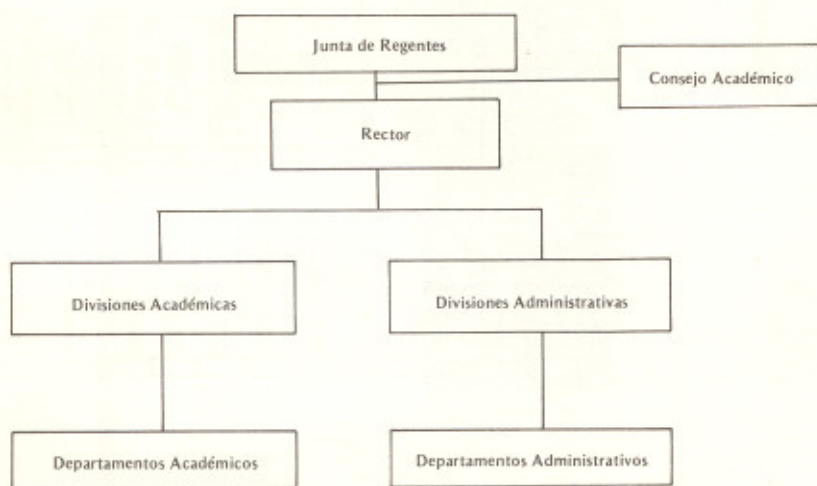 Junta de Regentes
Consejo Académico
Rector
Divisiones Académicas
Divisiones Administrativas
Departamentos Académicos
Departamentos Administrativos